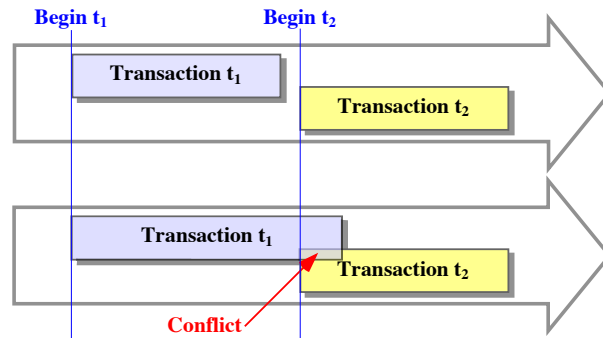 Begin t₁
Begin t₂
Transaction t₁
Transaction t₂
Transaction t₁
Transaction t₂
Conflict